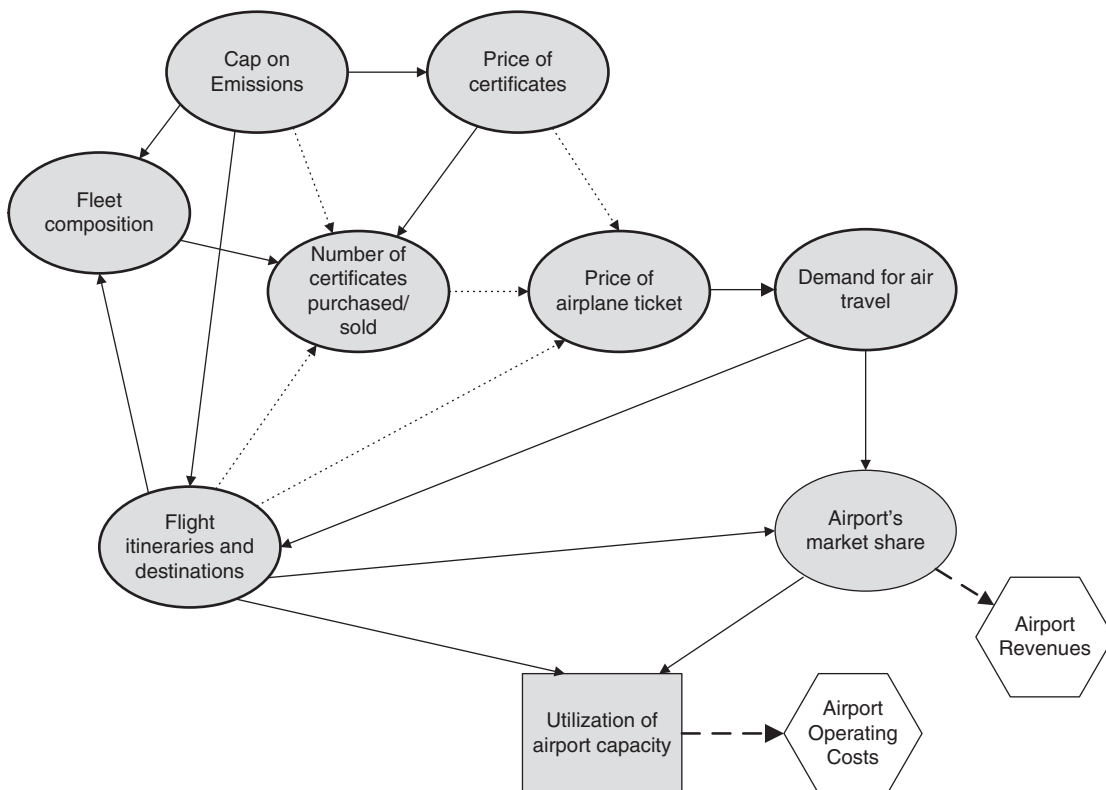 Cap on
Emissions
Price of
certificates
Fleet
composition
Number of
certificates
purchased/
sold
Price of
airplane ticket
Demand for air
travel
Flight
itineraries and
destinations
Airport's
market share
Airport
Revenues
Utilization of
airport capacity
Airport
Operating
Costs